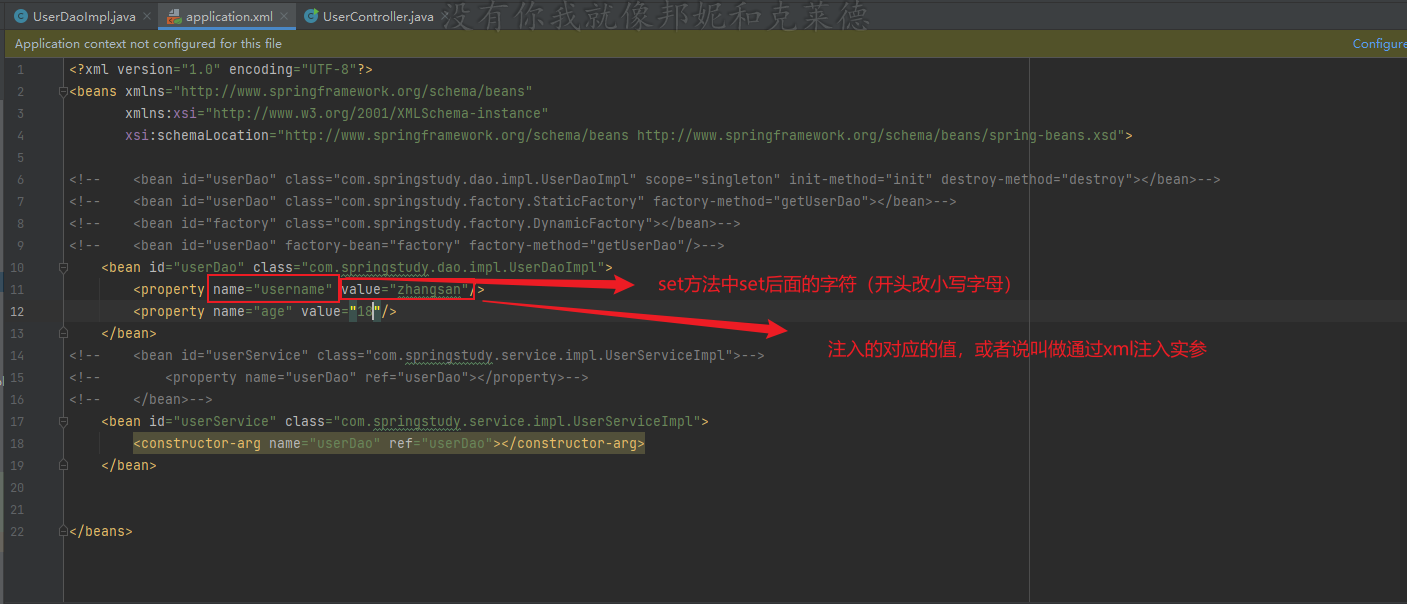 UserDaoImpl.java application.xml UserController.java 没有你我就像邦妮和克莱德
Application context not configured for this file Configure
1 <?xml version="1.0" encoding="UTF-8"?>
2 <beans xmlns="http://www.springframework.org/schema/beans"
3 xmlns:xsi="http://www.w3.org/2001/XMLSchema-instance"
4 xsi:schemaLocation="http://www.springframework.org/schema/beans http://www.springframework.org/schema/beans/spring-beans.xsd">
5
6 <!-- <bean id="userDao" class="com.springstudy.dao.impl.UserDaoImpl" scope="singleton" init-method="init" destroy-method="destroy"></bean>-->
7 <!-- <bean id="userDao" class="com.springstudy.factory.StaticFactory" factory-method="getUserDao"></bean>-->
8 <!-- <bean id="factory" class="com.springstudy.factory.DynamicFactory"></bean>-->
9 <!-- <bean id="userDao" factory-bean="factory" factory-method="getUserDao"/>-->
10 <bean id="userDao" class="com.springstudy.dao.impl.UserDaoImpl">
11 <property name="username" value="zhangsan"/>
set方法中set后面的字符（开头改小写字母）
12 <property name="age" value="18"/>
13 </bean>
注入的对应的值，或者说叫做通过xml注入实参
14 <!-- <bean id="userService" class="com.springstudy.service.impl.UserServiceImpl">-->
15 <!-- <property name="userDao" ref="userDao"></property>-->
16 <!-- </bean>-->
17 <bean id="userService" class="com.springstudy.service.impl.UserServiceImpl">
18 <constructor-arg name="userDao" ref="userDao"></constructor-arg>
19 </bean>
20
21
22 </beans>